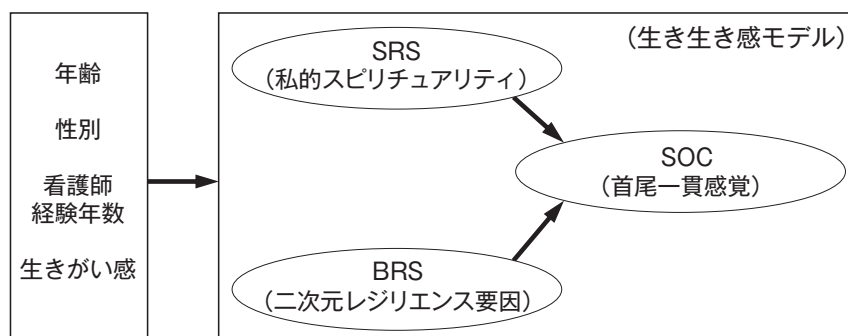 年齢
性別
看護師
経験年数
生きがい感
(生き生き感モデル)
SRS
(私的スピリチュアリティ)
SOC
(首尾一貫感覚)
BRS
(二次元レジリエンス要因)